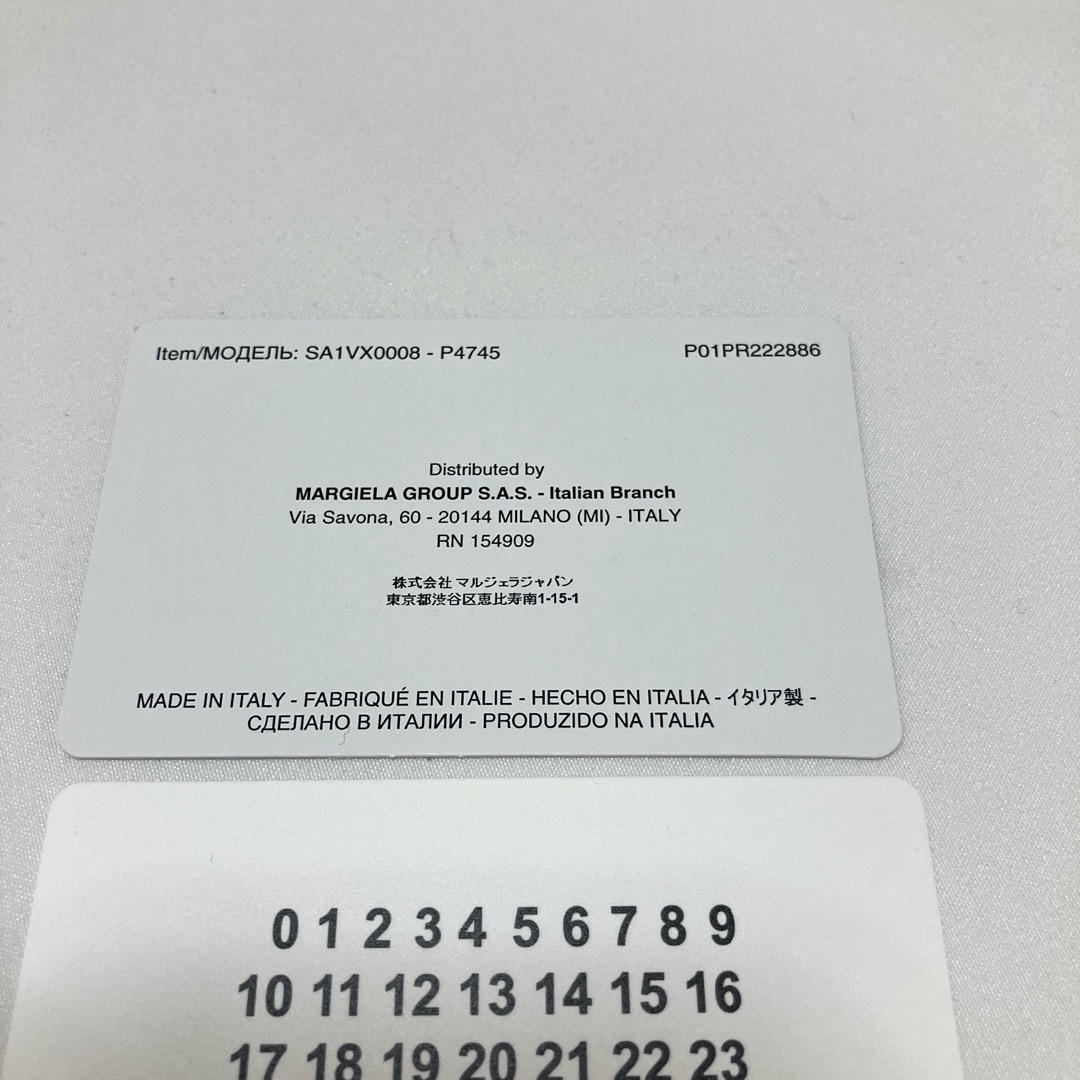 Item/МОДЕЛЬ: SA1VX0008 - P4745 P01PR222886
Distributed by
MARGIELA GROUP S.A.S. - Italian Branch
Via Savona, 60 - 20144 MILANO (MI) - ITALY
RN 154909
株式会社 マルジェラジャパン
東京都渋谷区恵比寿南1-15-1
MADE IN ITALY - FABRIQUÉ EN ITALIE - HECHO EN ITALIA - イタリア製 -
СДЕЛАНО В ИТАЛИИ - PRODUZIDO NA ITALIA
0 1 2 3 4 5 6 7 8 9
10 11 12 13 14 15 16
17 18 19 20 21 22 23